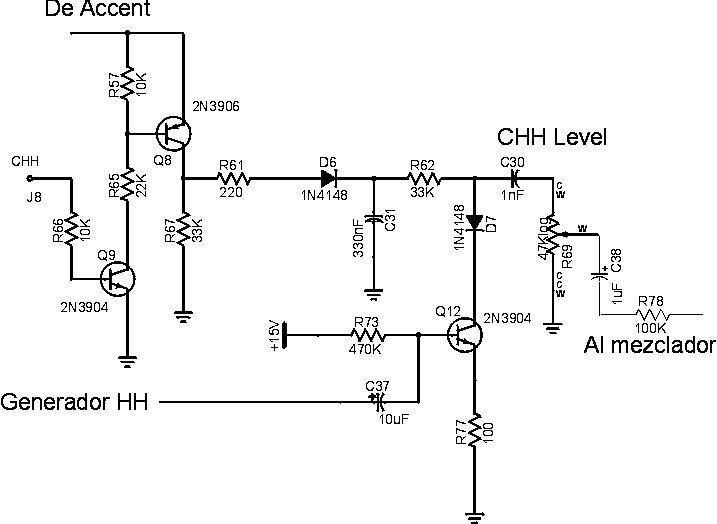 De Accent
R57
10K
2N3906
Q8
CHH
J8
R65
22K
R66
10K
Q9
2N3904
R67
33K
R61
220
D6
1N4148
C31
330nF
R62
33K
CHH Level
C30
1nF
1N4148
D7
CW
47Klog
R69
W
CCW
C38
+
1uF
R78
100K
Al mezclador
Q12
2N3904
+15V
R73
470K
Generador HH
C37
+
10uF
R77
100